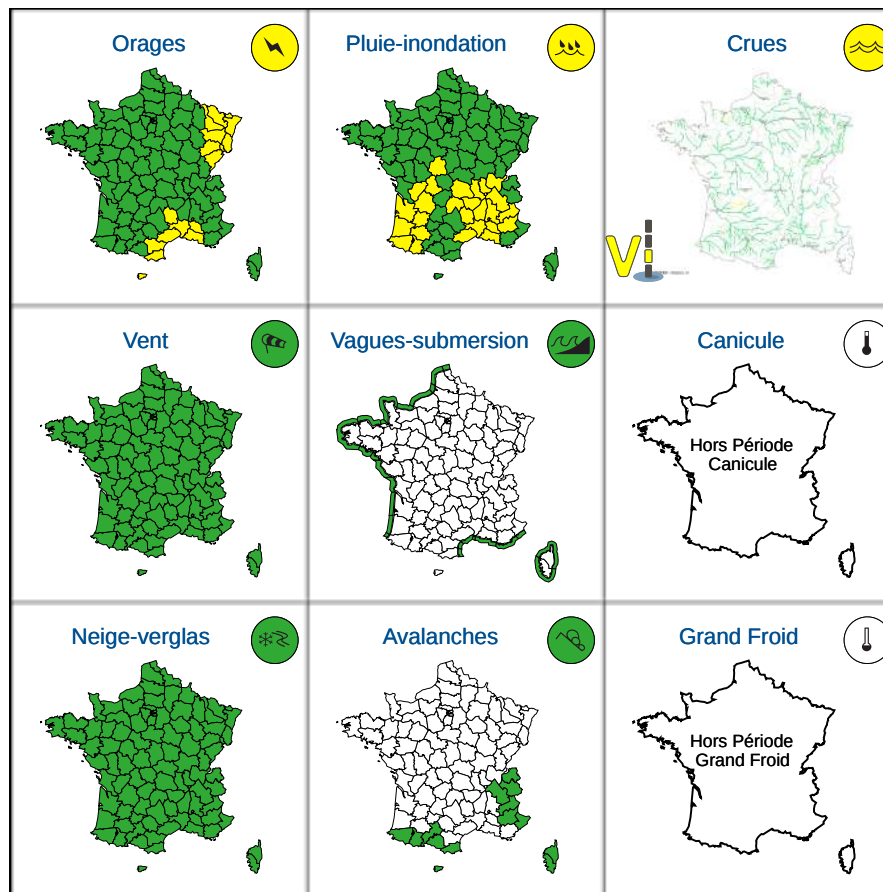 Orages
Pluie-inondation
Crues
Vent
Vagues-submersion
Canicule
Hors Période
Canicule
Neige-verglas
Avalanches
Grand Froid
Hors Période
Grand Froid